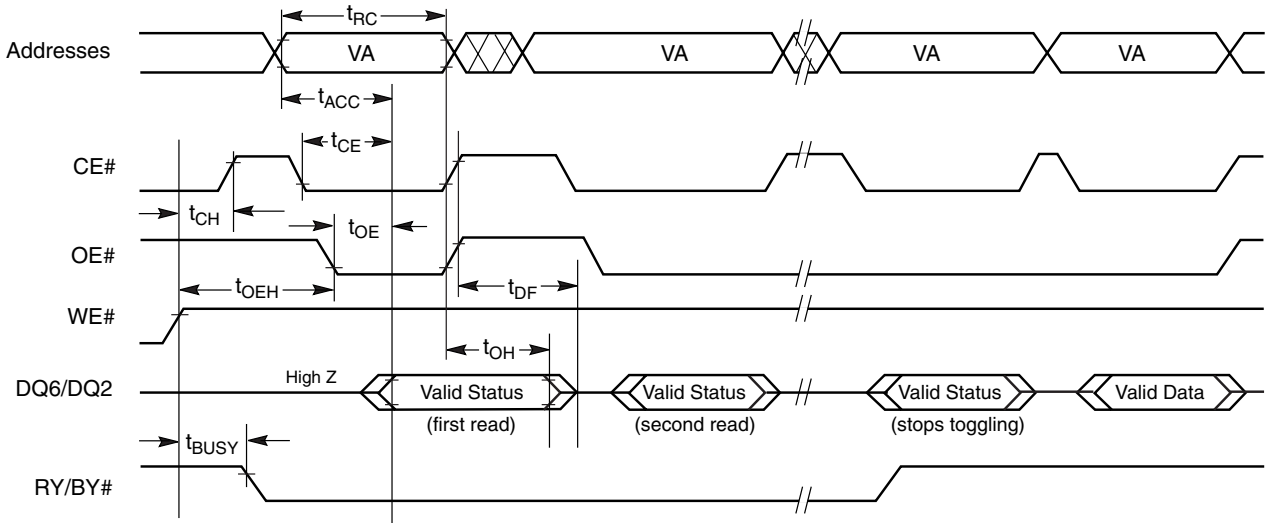 tRC
Addresses VA VA VA VA
tACC
tCE
CE#
tCH tOE
OE#
tOEH tDF
WE#
tOH
High Z
DQ6/DQ2 Valid Status Valid Status Valid Status Valid Data
(first read) (second read) (stops toggling)
tBUSY
RY/BY#